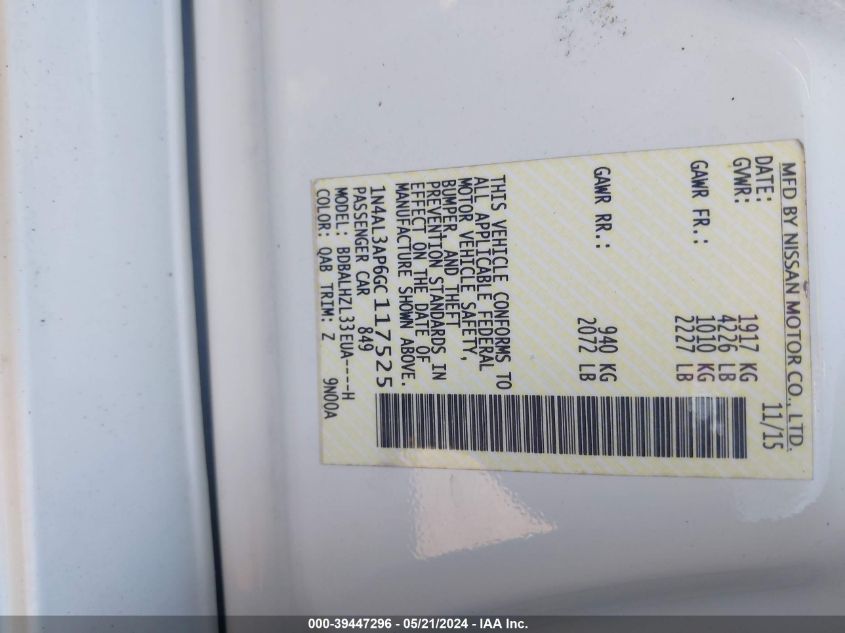 MFD BY NISSAN MOTOR CO., LTD.
DATE: 11/15
GVWR: 1917 KG
4226 LB
GAWR FR.: 1010 KG
2227 LB
GAWR RR.: 940 KG
2072 LB
THIS VEHICLE CONFORMS TO
ALL APPLICABLE FEDERAL
MOTOR VEHICLE SAFETY,
BUMPER, AND THEFT
PREVENTION STANDARDS IN
EFFECT ON THE DATE OF
MANUFACTURE SHOWN ABOVE.
1N4AL3AP6GC117525
PASSENGER CAR 849
MODEL: BDBALHZL33EUA----H
COLOR: QAB TRIM: Z 9N00A
000-39447296 - 05/21/2024 - IAA Inc.